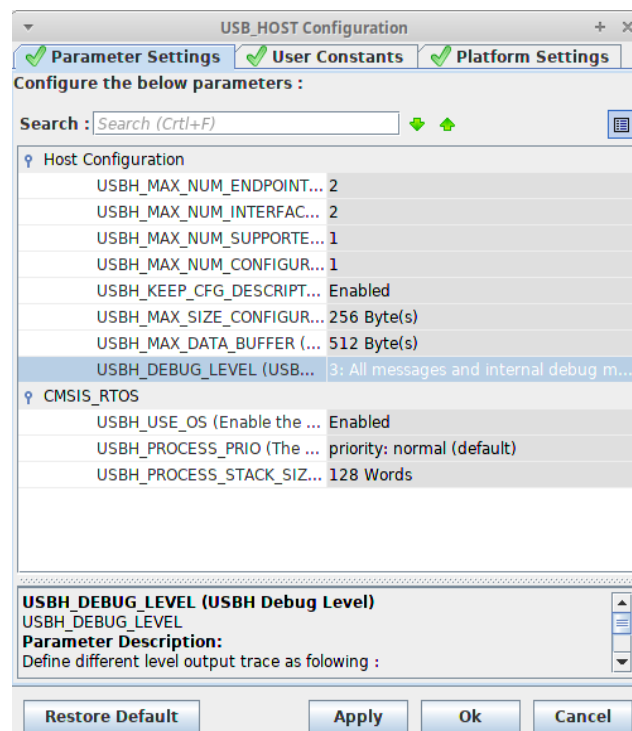 USB_HOST Configuration
Parameter Settings User Constants Platform Settings
Configure the below parameters :
Search : Search (Crtl+F)
Host Configuration
USBH_MAX_NUM_ENDPOINT... 2
USBH_MAX_NUM_INTERFAC... 2
USBH_MAX_NUM_SUPPORTE... 1
USBH_MAX_NUM_CONFIGUR... 1
USBH_KEEP_CFG_DESCRIPT... Enabled
USBH_MAX_SIZE_CONFIGUR... 256 Byte(s)
USBH_MAX_DATA_BUFFER (... 512 Byte(s)
USBH_DEBUG_LEVEL (USB... 3: All messages and internal debug m...
CMSIS_RTOS
USBH_USE_OS (Enable the ... Enabled
USBH_PROCESS_PRIO (The ... priority: normal (default)
USBH_PROCESS_STACK_SIZ... 128 Words
USBH_DEBUG_LEVEL (USBH Debug Level)
USBH_DEBUG_LEVEL
Parameter Description:
Define different level output trace as folowing :
Restore Default Apply Ok Cancel